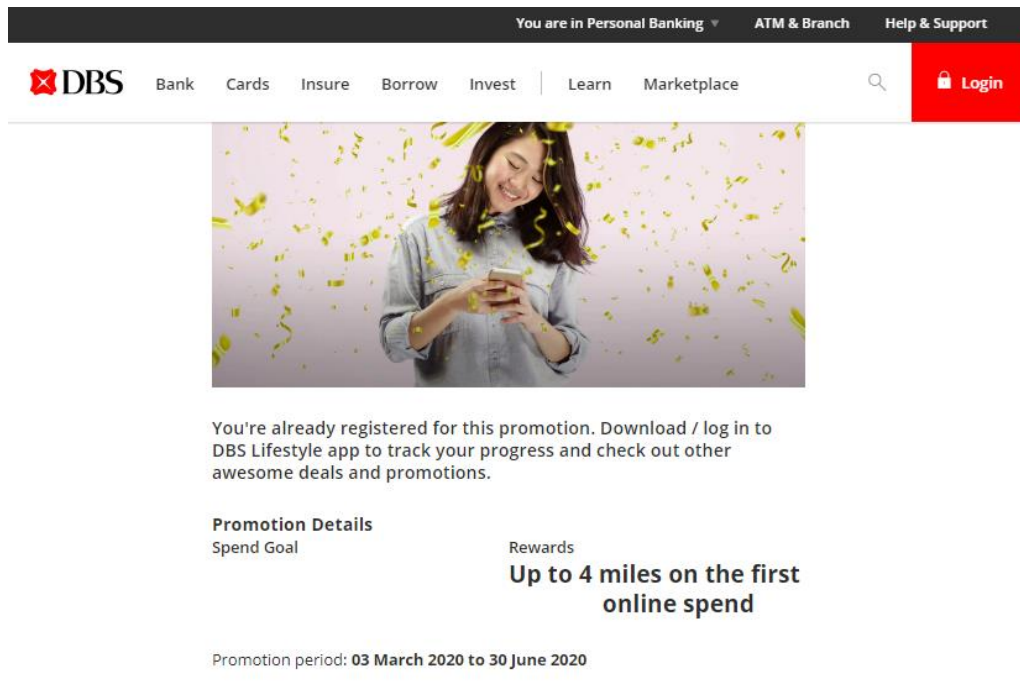 You are in Personal Banking ▼ ATM & Branch Help & Support
DBS Bank Cards Insure Borrow Invest Learn Marketplace Login
You're already registered for this promotion. Download / log in to
DBS Lifestyle app to track your progress and check out other
awesome deals and promotions.
Promotion Details
Spend Goal Rewards
Up to 4 miles on the first
online spend
Promotion period: 03 March 2020 to 30 June 2020